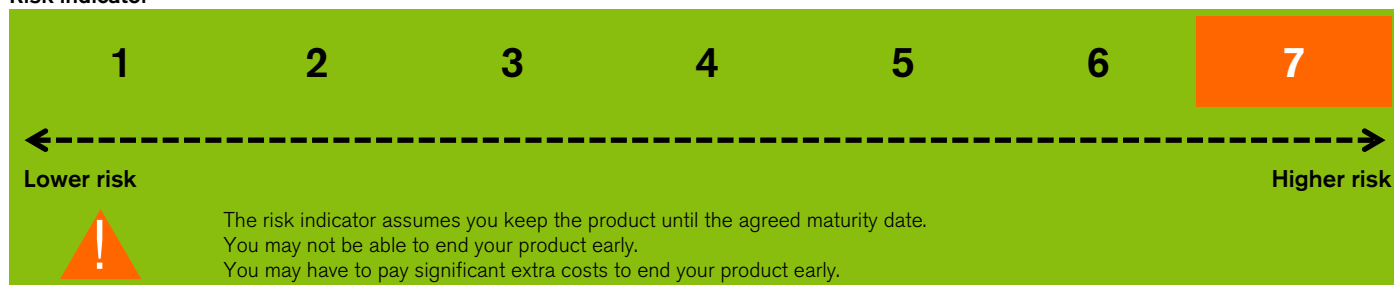 Risk indicator
1 2 3 4 5 6 7
Lower risk Higher risk
!
The risk indicator assumes you keep the product until the agreed maturity date.
You may not be able to end your product early.
You may have to pay significant extra costs to end your product early.